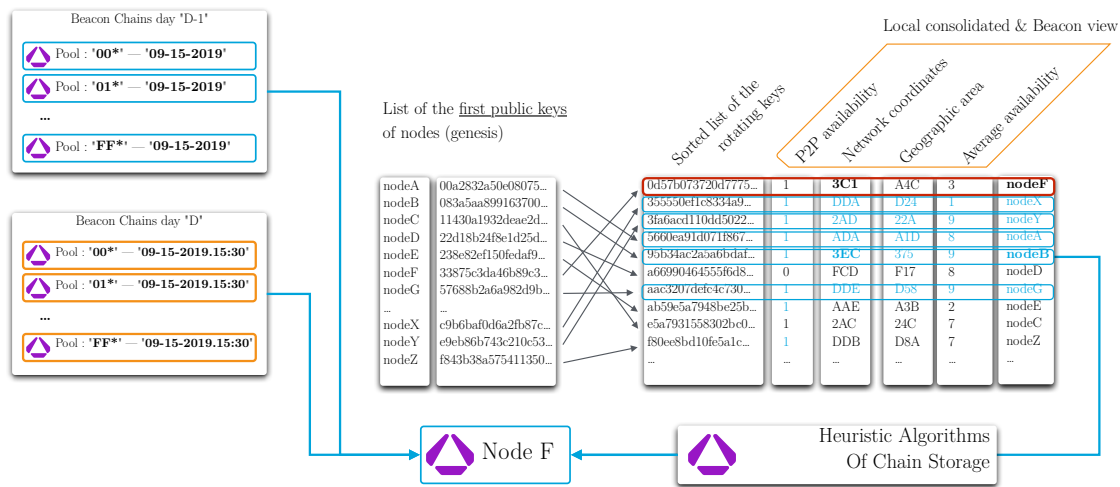 Beacon Chains day "D-1"
Pool : "00*" — "09-15-2019"
Pool : "01*" — "09-15-2019"
...
Pool : "FF*" — "09-15-2019"
Beacon Chains day "D"
Pool : "00*" — "09-15-2019.15:30"
Pool : "01*" — "09-15-2019.15:30"
...
Pool : "FF*" — "09-15-2019.15:30"
List of the first public keys
of nodes (genesis)
Local consolidated & Beacon view
Sorted list of the
rotating keys
P2P availability
Network coordinates
Geographic area
Average availability
nodeA 00a2832a50e08075...
nodeB 083a5aa899163700...
nodeC 11430a1932deae2d...
nodeD 22d18b24f8e1d25d...
nodeE 238e82ef150fedaf9...
nodeF 33875c3da46b89c3...
nodeG 57688b2a6a982d9b...
... ...
nodeX c9b6baf0d6a2fb87c...
nodeY e9eb86b743c210c53...
nodeZ f843b38a575411350...
0d57b073720d7775... 1 3C1 A4C 3 nodeF
355550ef1c8334a9... 1 DDA D24 1 nodeX
3fa6acd110dd5022... 1 2AD 22A 9 nodeY
5660ea91d071f867... 1 ADA A1D 8 nodeA
95b34ac2a5a6bdaf... 1 3EC 375 9 nodeB
a66990464555f6d8... 0 FCD F17 8 nodeD
aac3207defc4c730... 1 DDE D58 9 nodeG
ab59e5a7948be25b... 1 AAE A3B 2 nodeE
e5a7931558302bc0... 1 2AC 24C 7 nodeC
f80ee8bd10fe5a1c... 1 DDB D8A 7 nodeZ
... ... ... ... ... ...
Node F
Heuristic Algorithms
Of Chain Storage